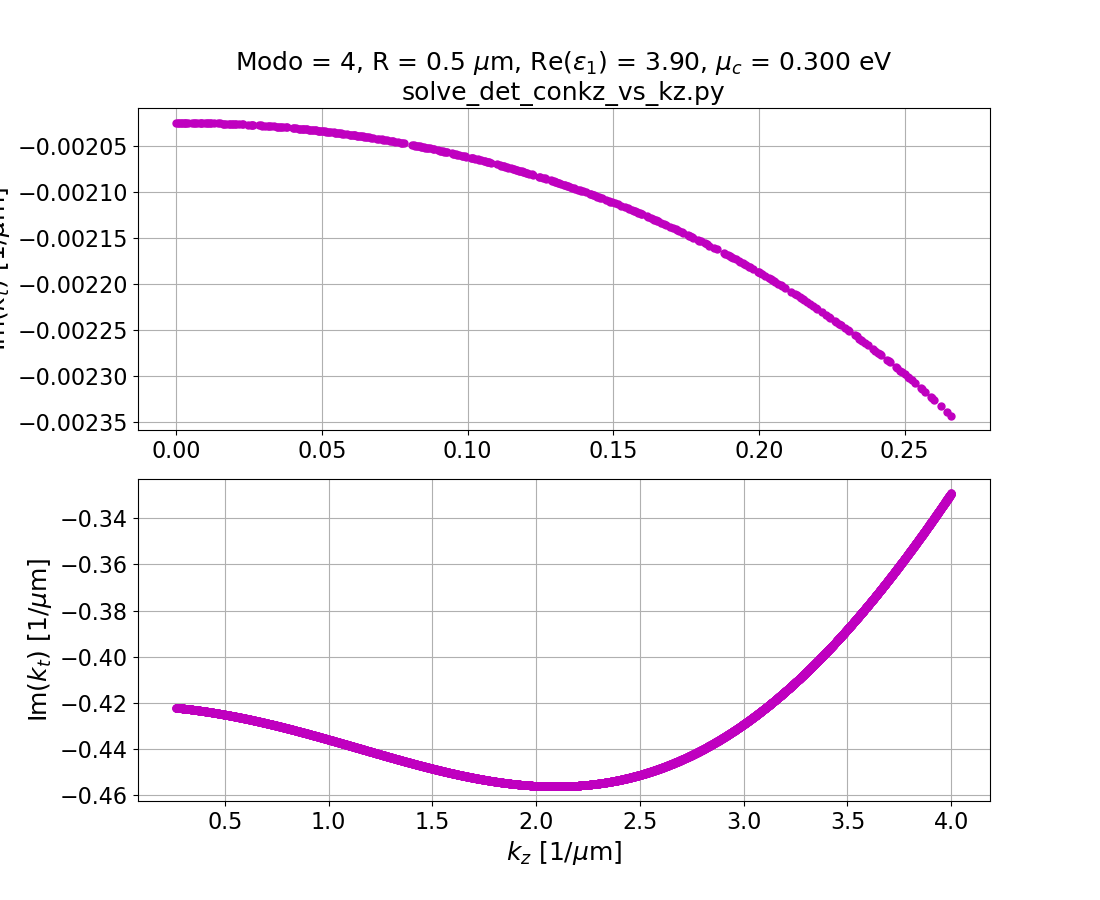 Modo = 4, R = 0.5 μm, Re(ε₁) = 3.90, μ_c = 0.300 eV
solve_det_conkz_vs_kz.py
−0.00205
−0.00210
−0.00215
−0.00220
−0.00225
−0.00230
−0.00235
0.00 0.05 0.10 0.15 0.20 0.25
Im(k_t) [1/μm]
−0.34
−0.36
−0.38
−0.40
−0.42
−0.44
−0.46
0.5 1.0 1.5 2.0 2.5 3.0 3.5 4.0
k_z [1/μm]